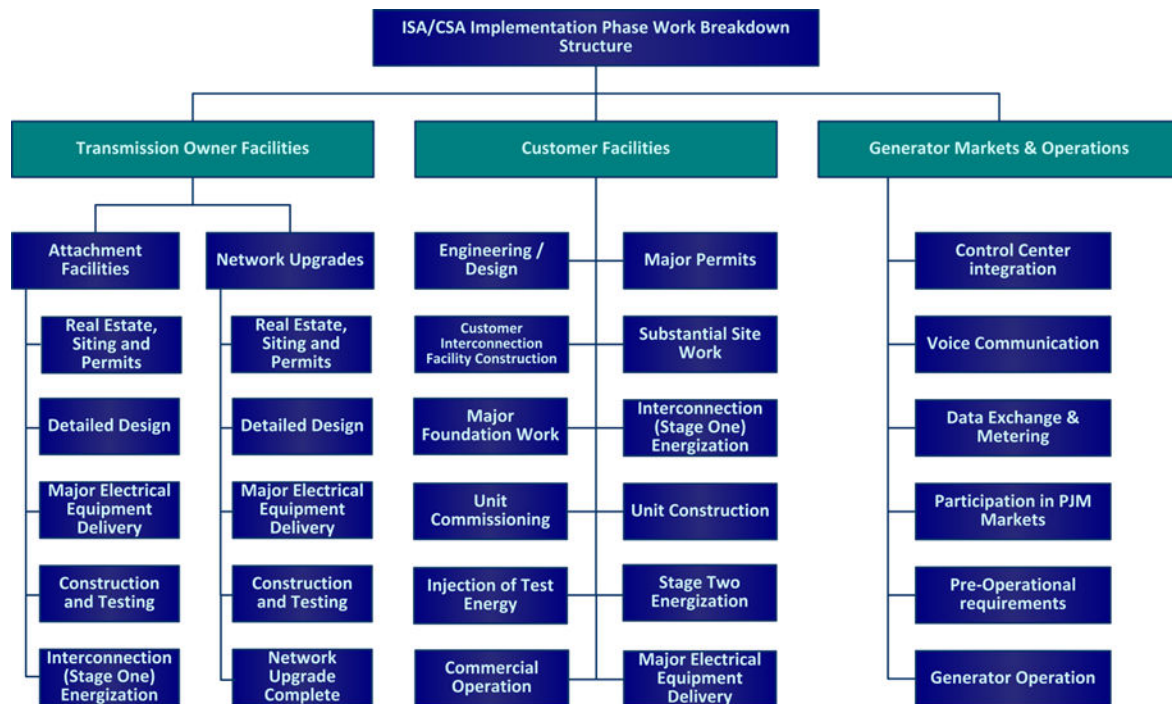 ISA/CSA Implementation Phase Work Breakdown
Structure
Transmission Owner Facilities
Customer Facilities
Generator Markets & Operations
Attachment
Facilities
Network Upgrades
Engineering /
Design
Major Permits
Control Center
integration
Real Estate,
Siting and
Permits
Real Estate,
Siting and
Permits
Customer
Interconnection
Facility Construction
Substantial Site
Work
Voice Communication
Detailed Design
Detailed Design
Major
Foundation Work
Interconnection
(Stage One)
Energization
Data Exchange &
Metering
Major Electrical
Equipment
Delivery
Major Electrical
Equipment
Delivery
Unit
Commissioning
Unit Construction
Participation in PJM
Markets
Construction
and Testing
Construction
and Testing
Injection of Test
Energy
Stage Two
Energization
Pre-Operational
requirements
Interconnection
(Stage One)
Energization
Network
Upgrade
Complete
Commercial
Operation
Major Electrical
Equipment
Delivery
Generator Operation